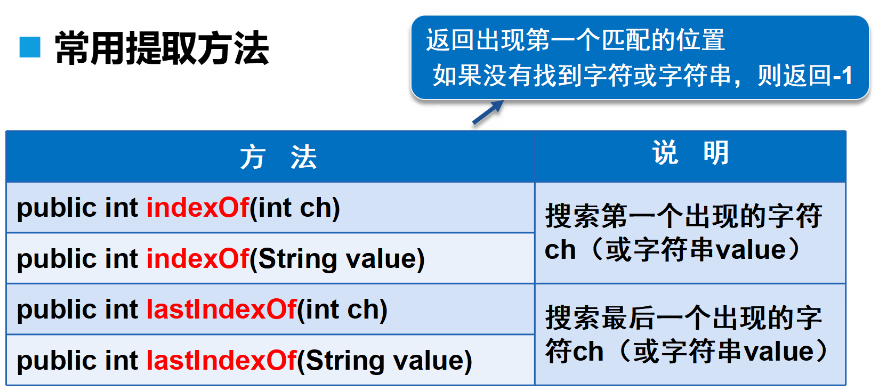 常用提取方法
返回出现第一个匹配的位置
如果没有找到字符或字符串，则返回-1
方 法
说 明
public int indexOf(int ch)
public int indexOf(String value)
搜索第一个出现的字符
ch（或字符串value）
public int lastIndexOf(int ch)
public int lastIndexOf(String value)
搜索最后一个出现的字
符ch（或字符串value）